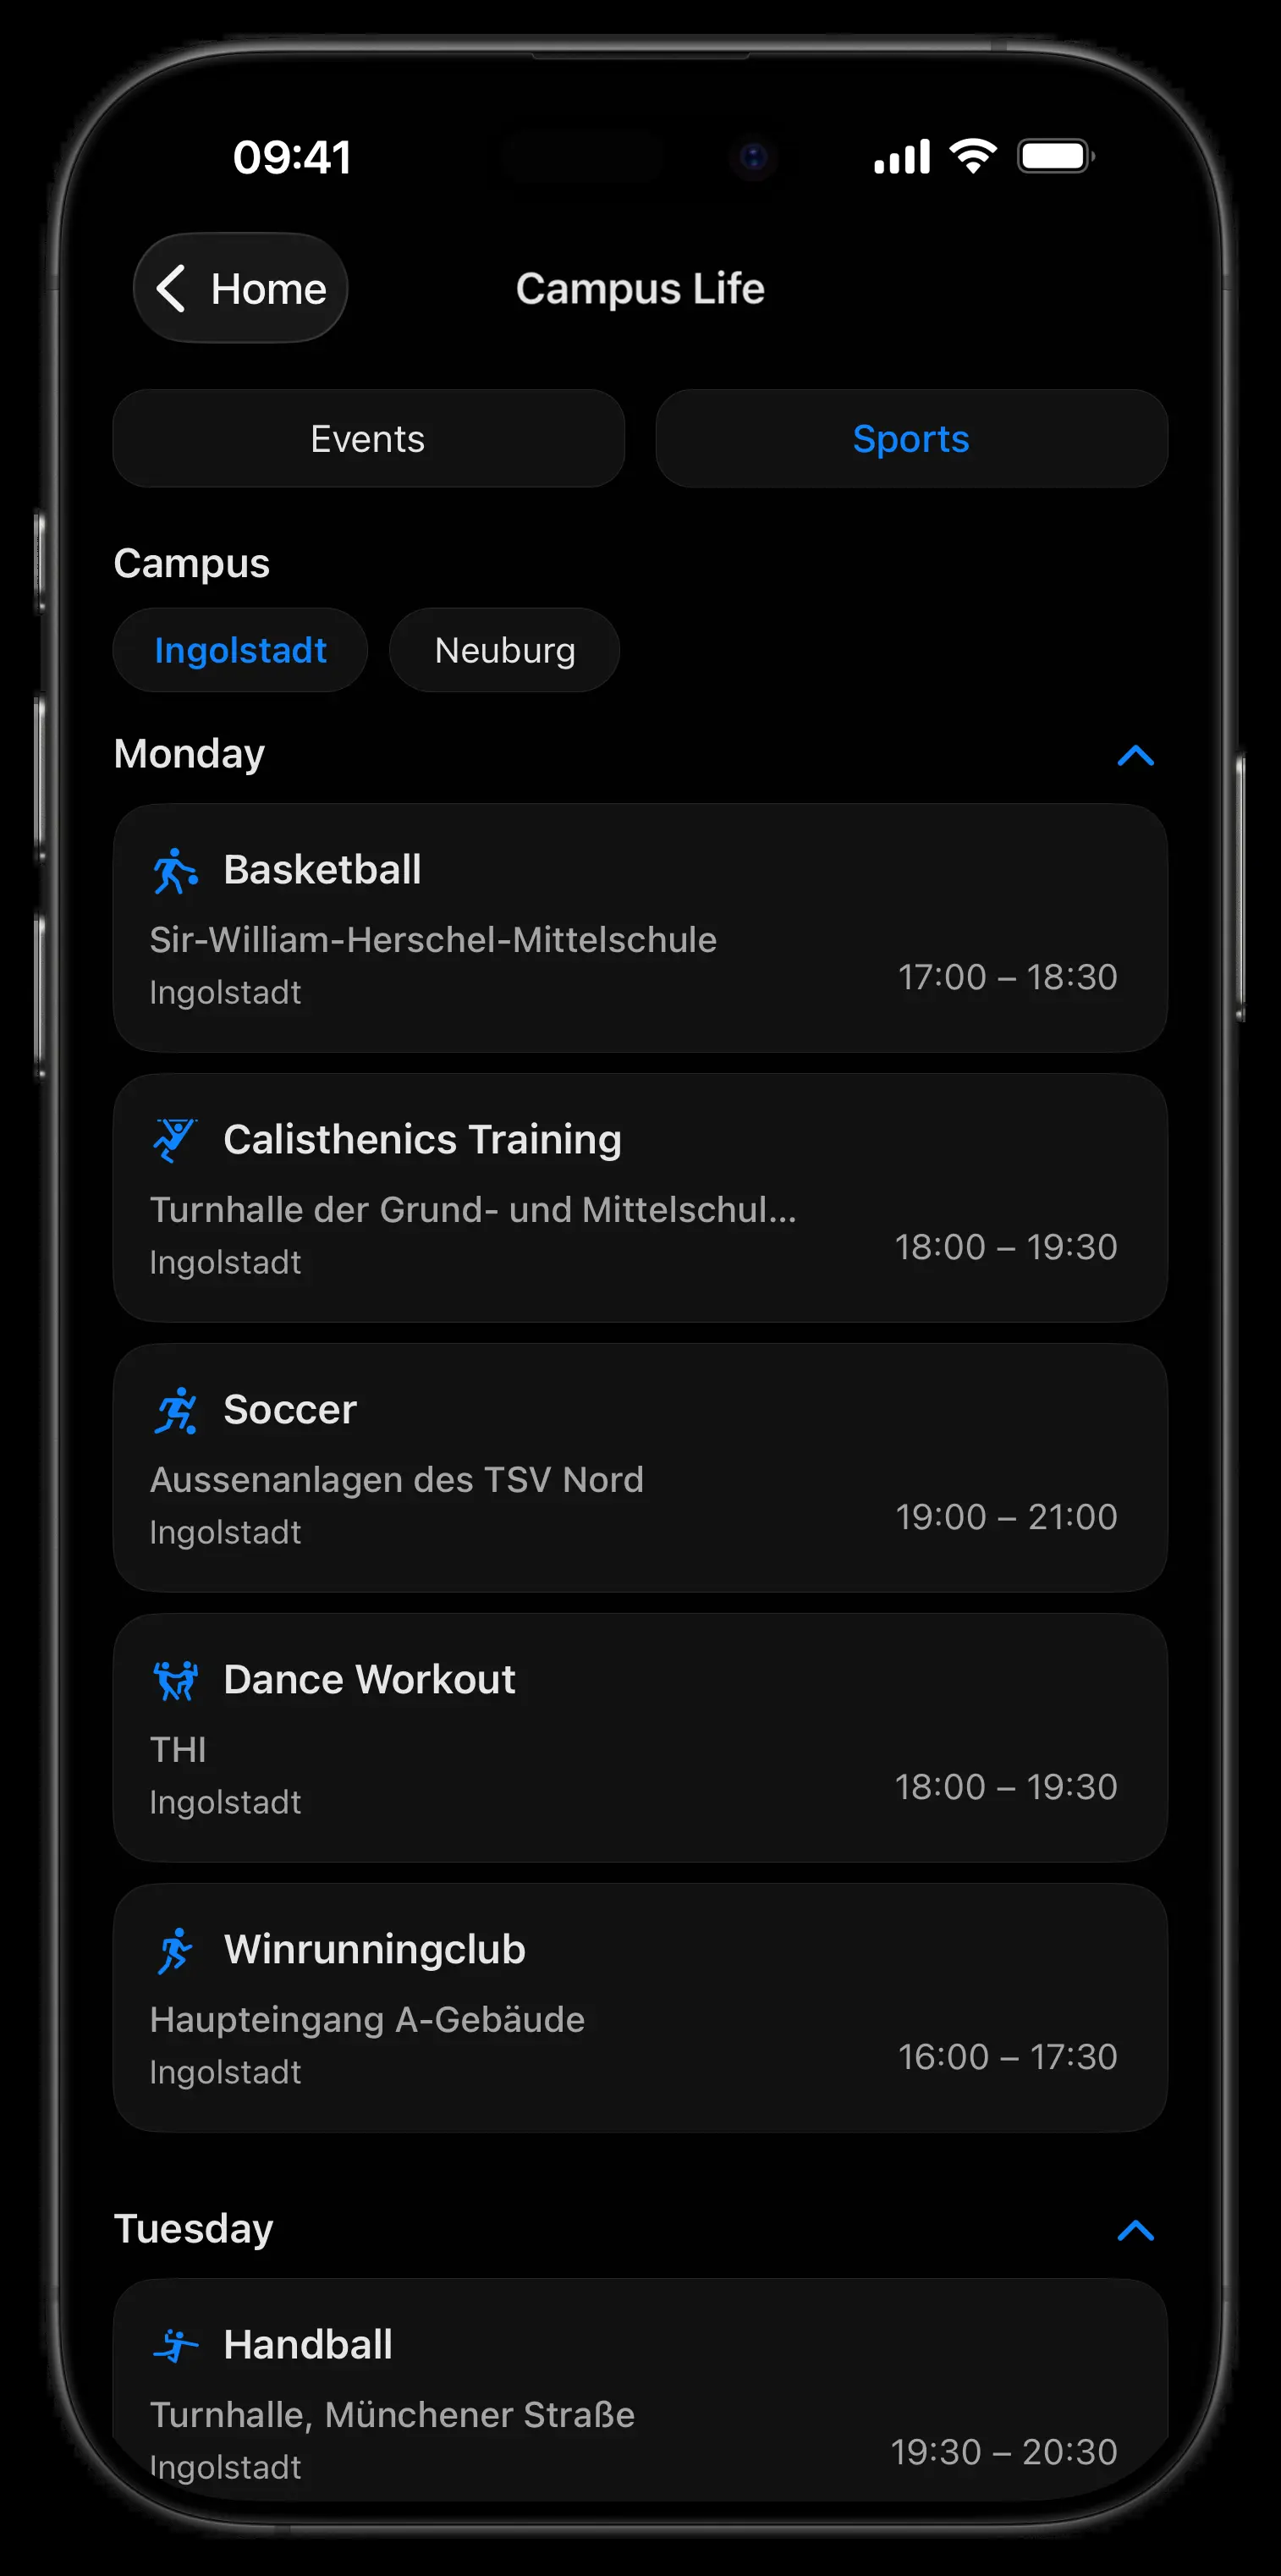 09:41
Home
Campus Life
Events
Sports
Campus
Ingolstadt
Neuburg
Monday
Basketball
Sir-William-Herschel-Mittelschule
Ingolstadt
17:00 – 18:30
Calisthenics Training
Turnhalle der Grund- und Mittelschul...
Ingolstadt
18:00 – 19:30
Soccer
Aussenanlagen des TSV Nord
Ingolstadt
19:00 – 21:00
Dance Workout
THI
Ingolstadt
18:00 – 19:30
Winrunningclub
Haupteingang A-Gebäude
Ingolstadt
16:00 – 17:30
Tuesday
Handball
Turnhalle, Münchener Straße
Ingolstadt
19:30 – 20:30